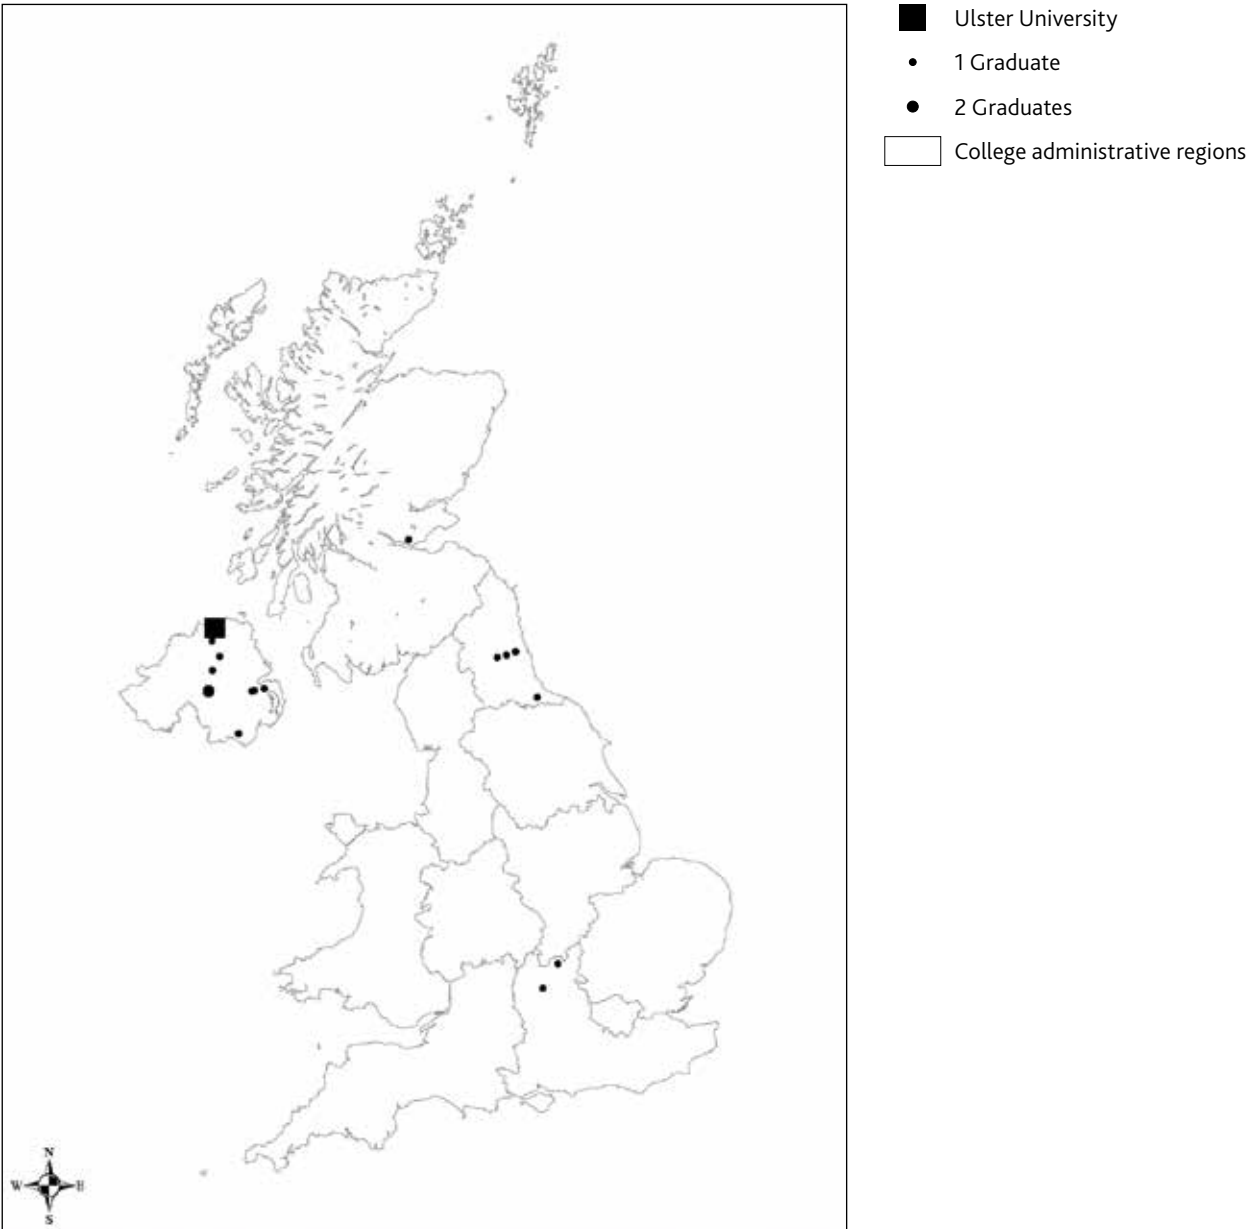 Ulster University
1 Graduate
2 Graduates
College administrative regions
N
W E
S